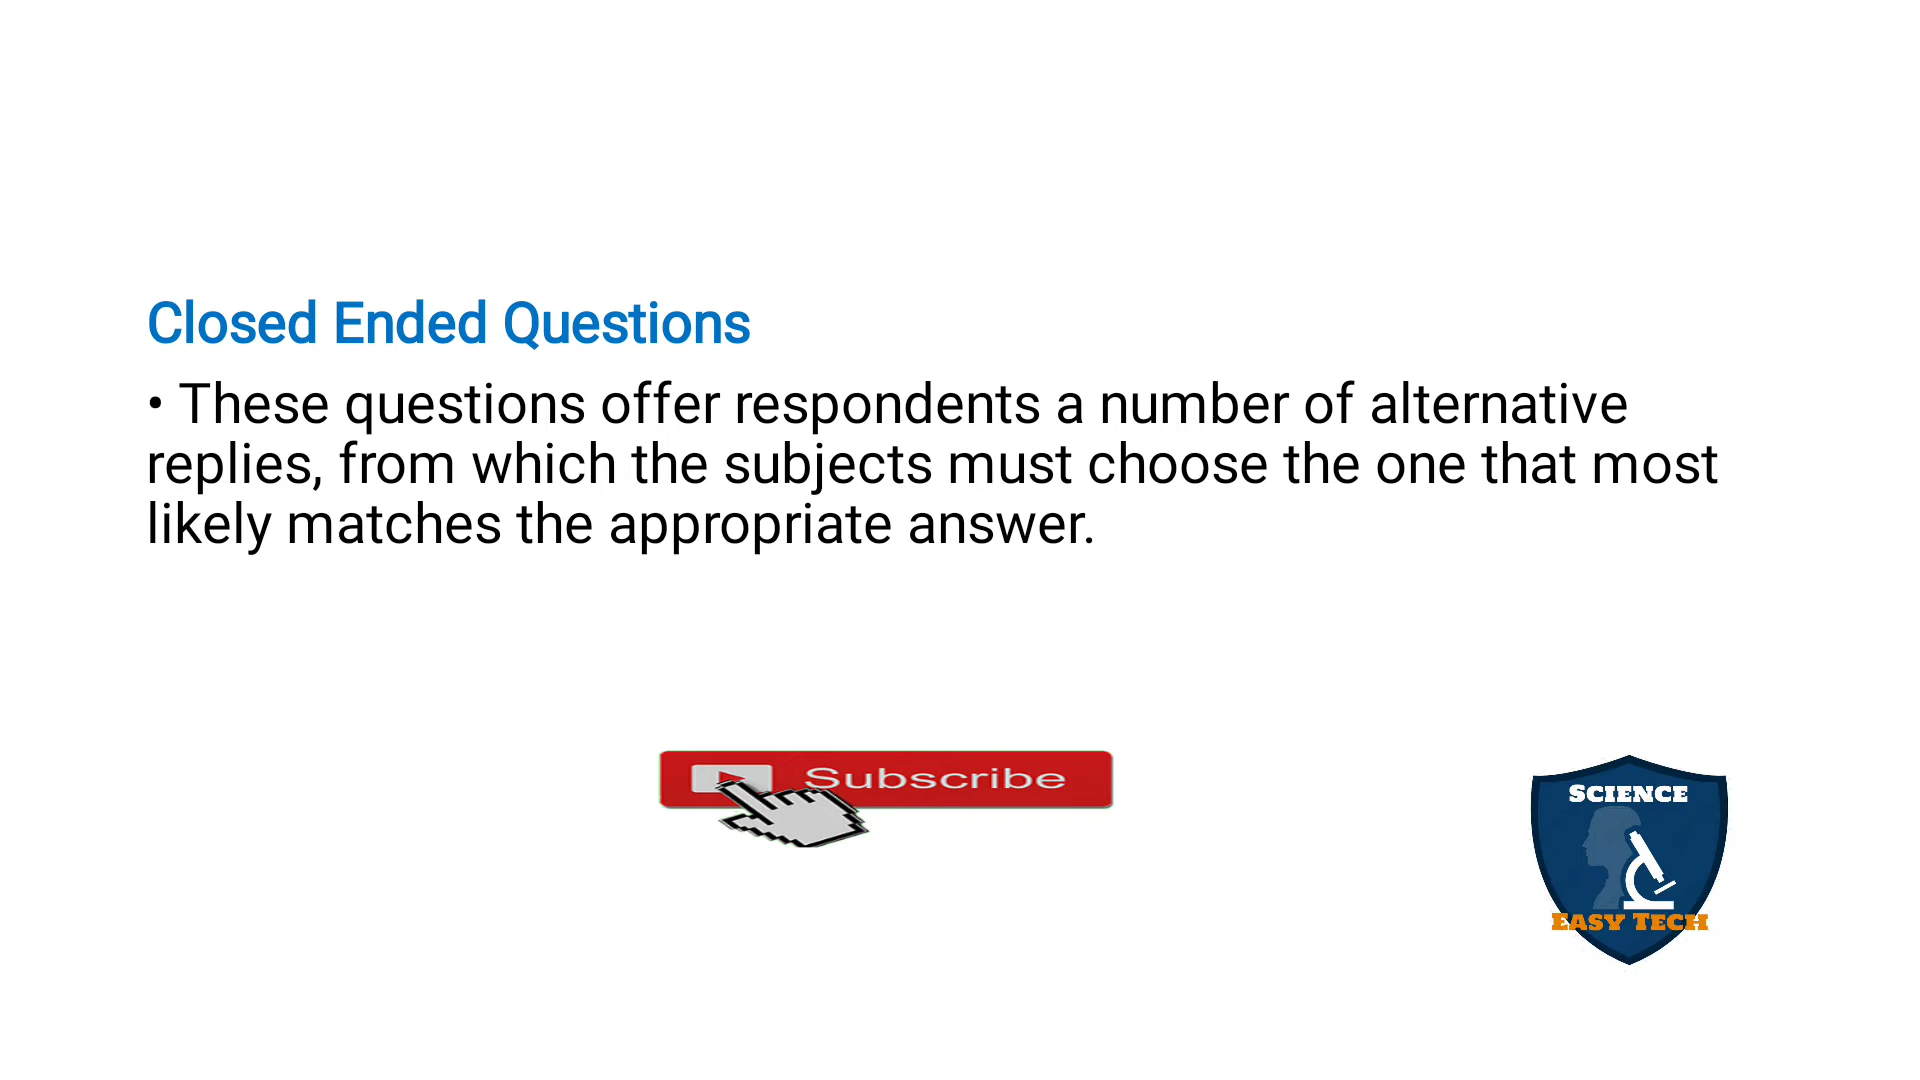 Closed Ended Questions
• These questions offer respondents a number of alternative
replies, from which the subjects must choose the one that most
likely matches the appropriate answer.
Subscribe
SCIENCE
EASY TECH